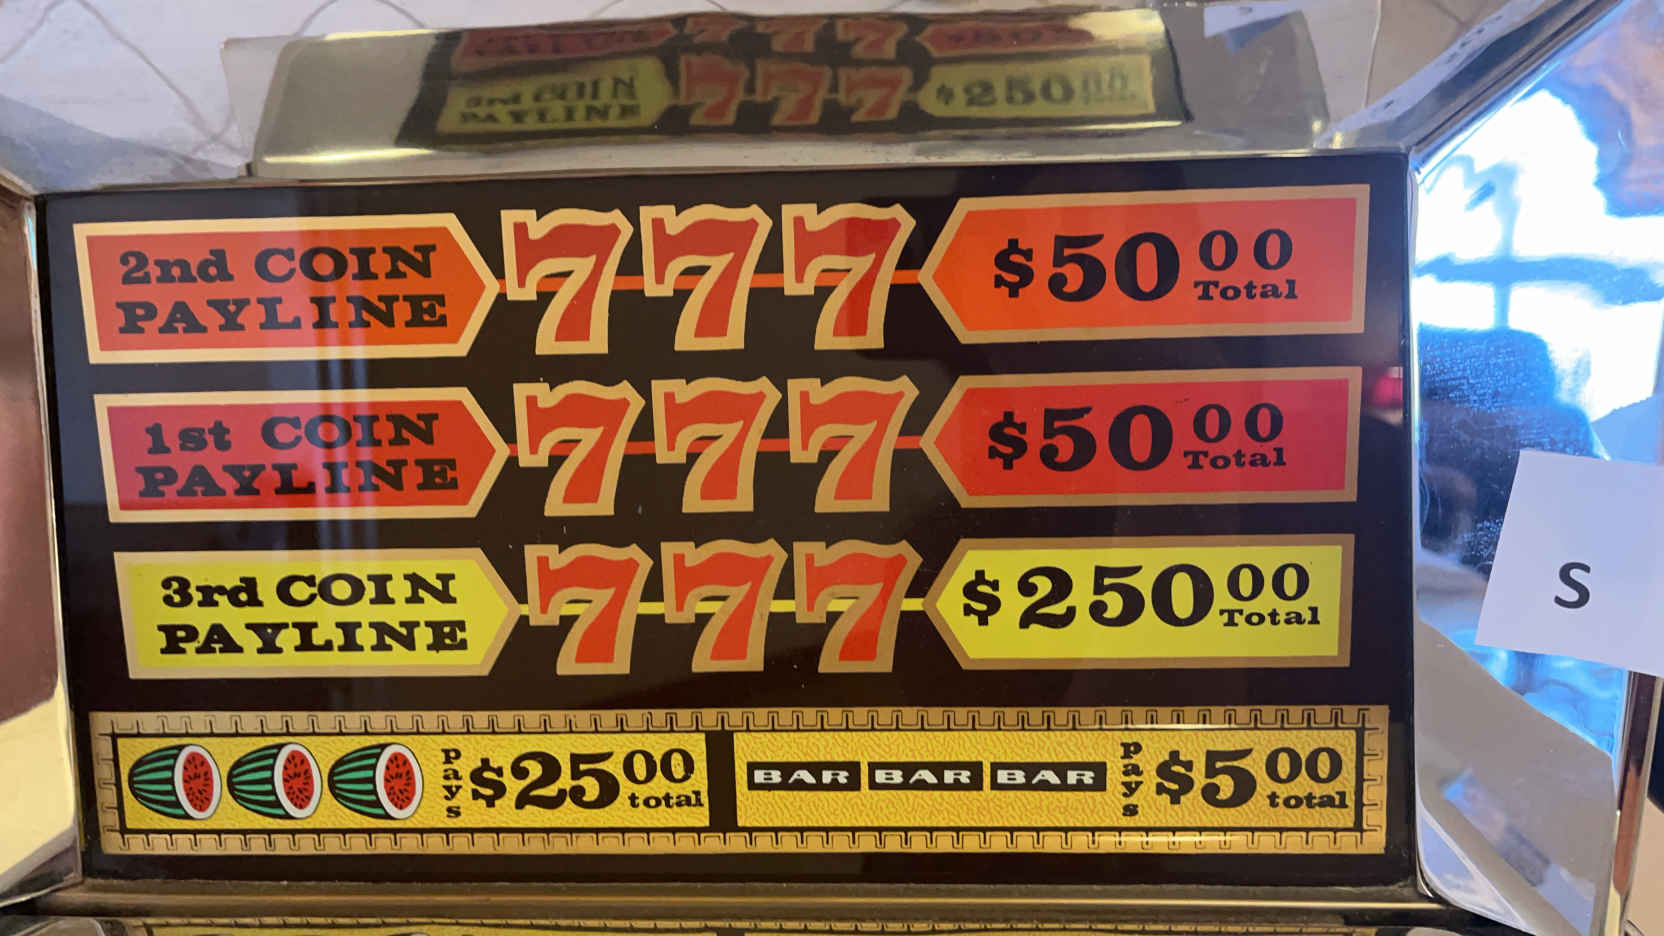 3rd COIN 777 $250.00
PAYLINE
2nd COIN PAYLINE 777 $50 00 Total
1st COIN PAYLINE 777 $50 00 Total
3rd COIN PAYLINE 777 $250 00 Total
pays $25 00 total
BAR BAR BAR pays $5 00 total
S